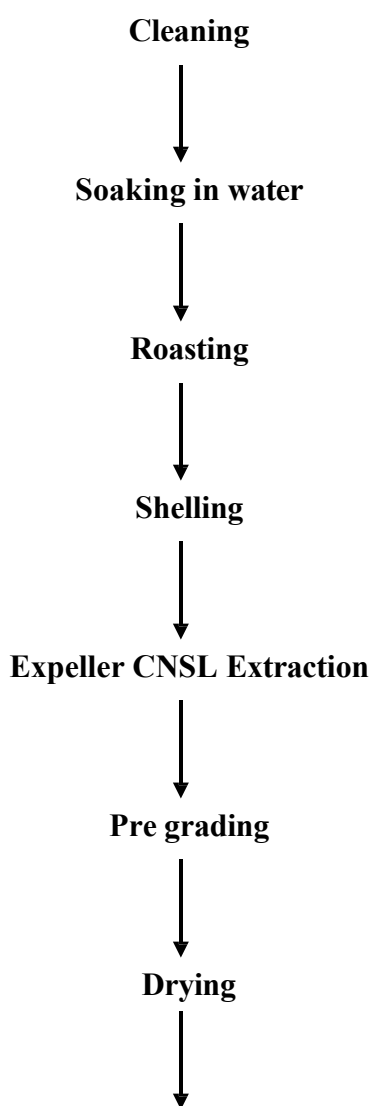 Cleaning
Soaking in water
Roasting
Shelling
Expeller CNSL Extraction
Pre grading
Drying